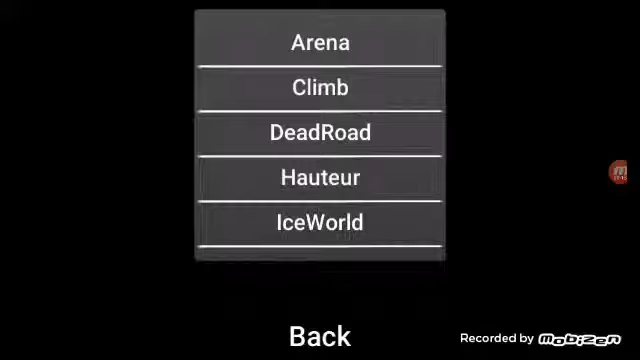 Arena
Climb
DeadRoad
Hauteur
IceWorld
Back
Recorded by MOBIZEN